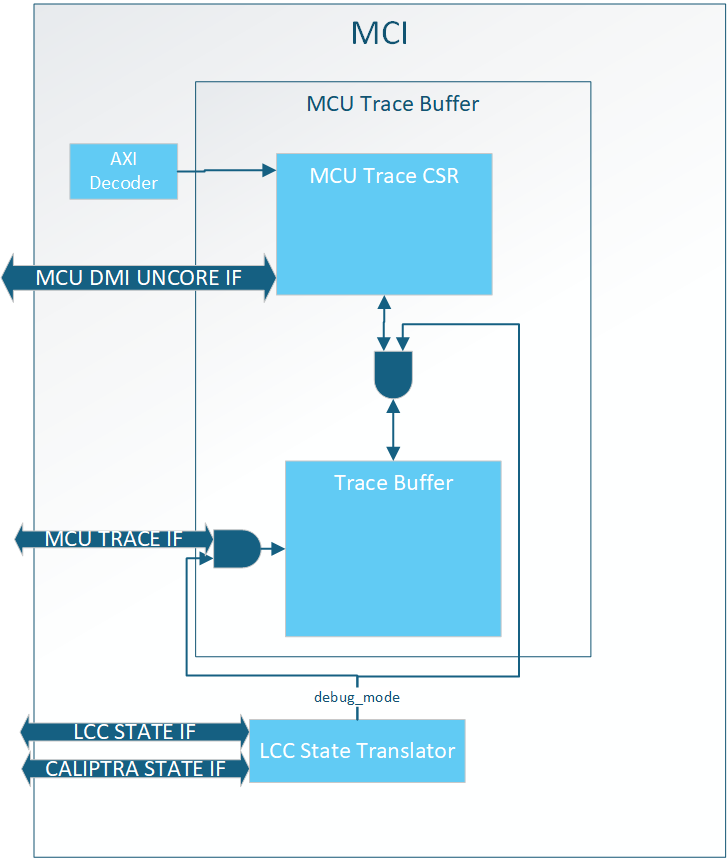 MCI
MCU Trace Buffer
AXI
Decoder
MCU Trace CSR
MCU DMI UNCORE IF
Trace Buffer
MCU TRACE IF
debug_mode
LCC STATE IF
LCC State Translator
CALIPTRA STATE IF